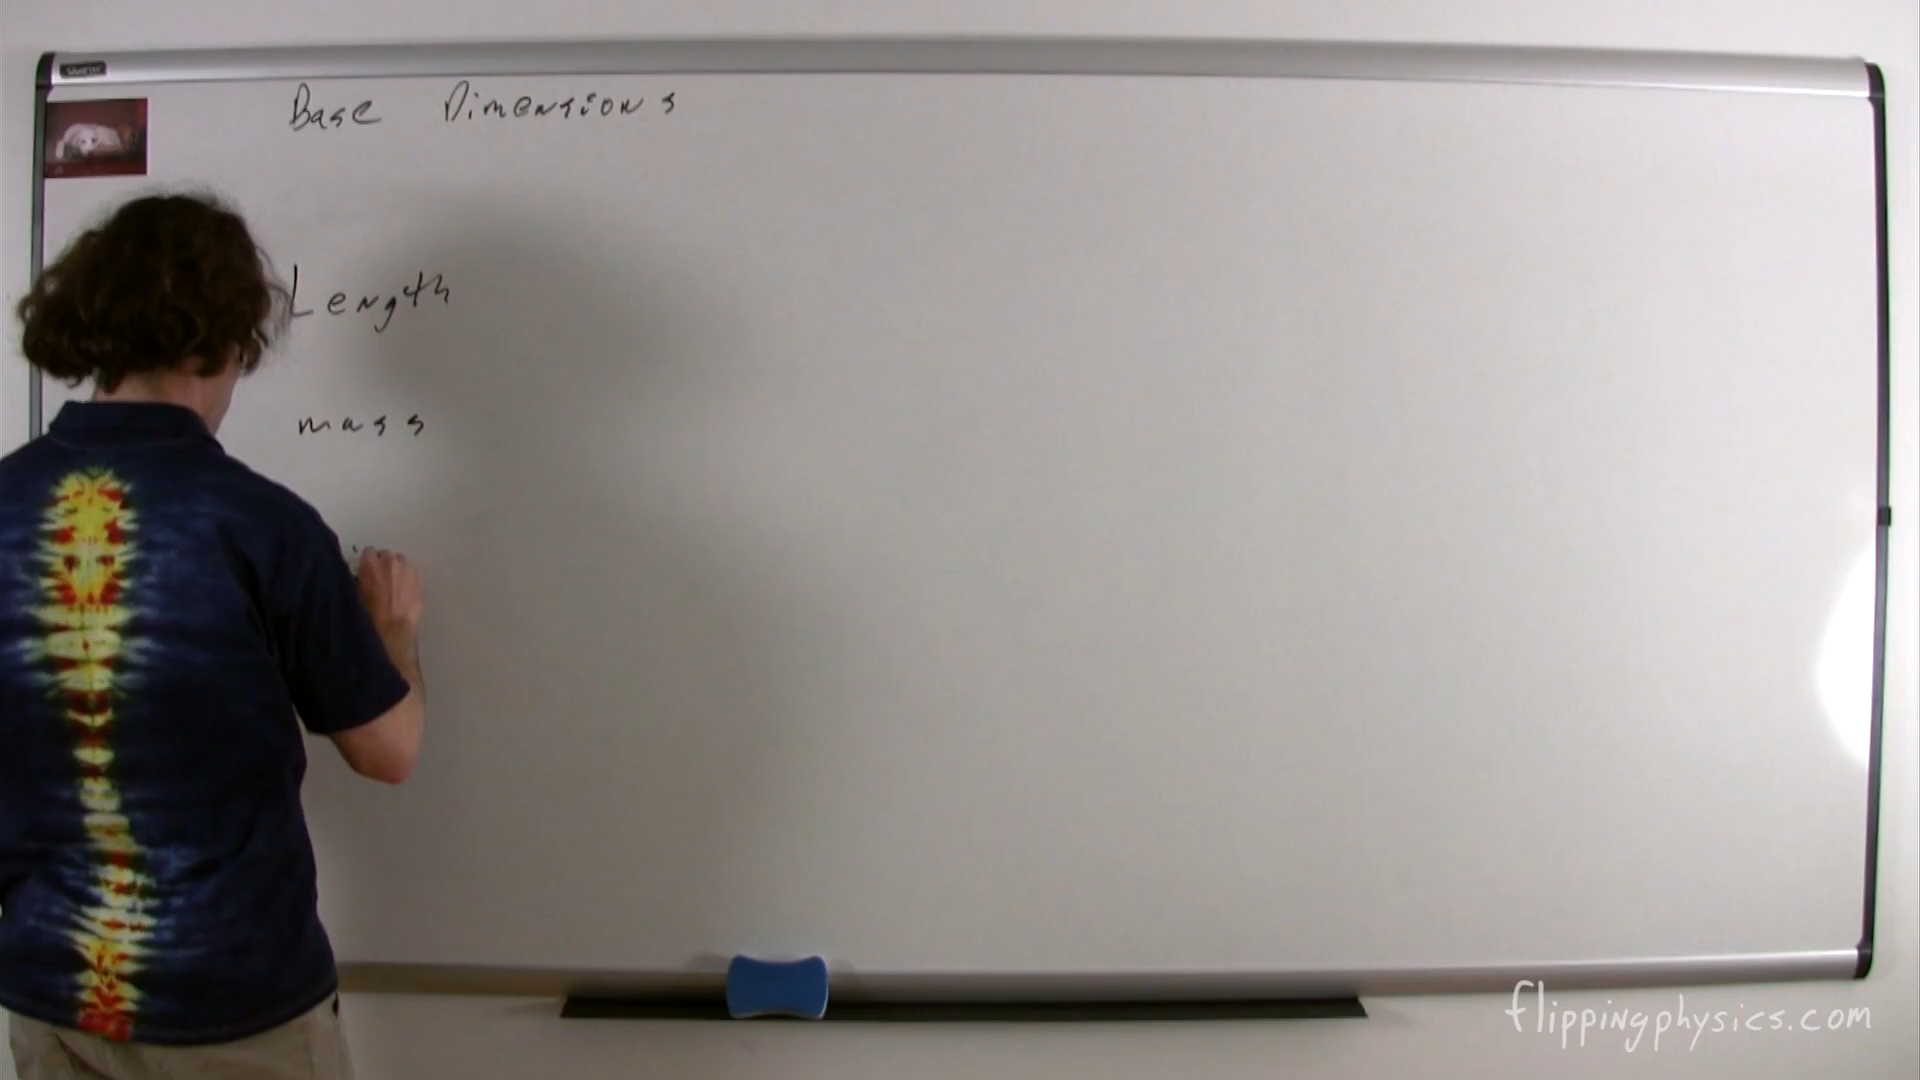 Base Dimensions
Length
mass
flippingphysics.com